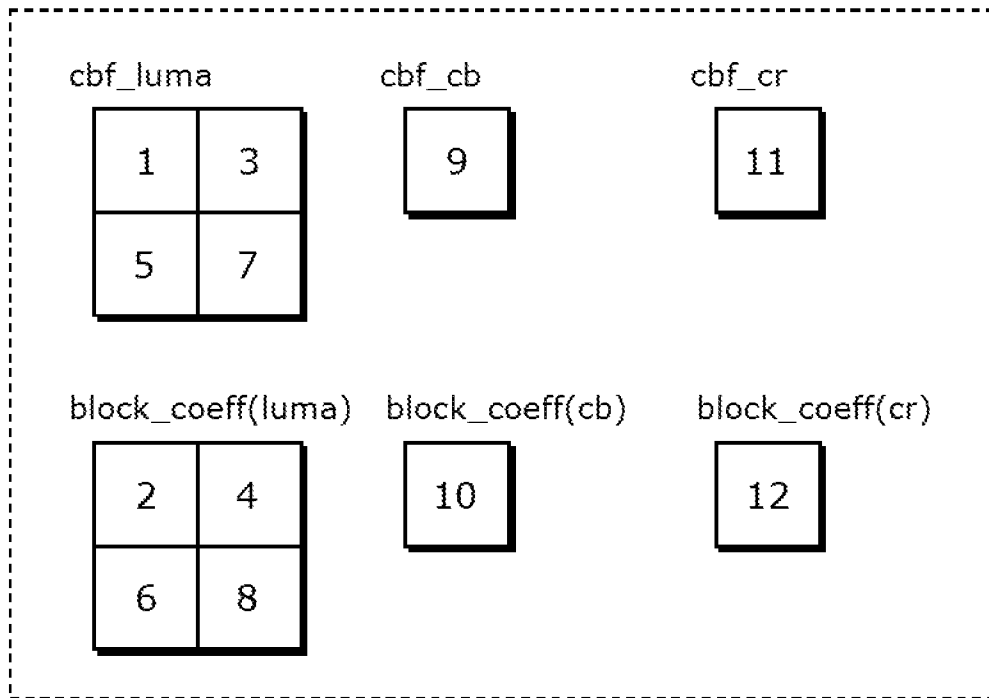 cbf_luma cbf_cb cbf_cr
1 3 9 11
5 7
block_coeff(luma) block_coeff(cb) block_coeff(cr)
2 4 10 12
6 8